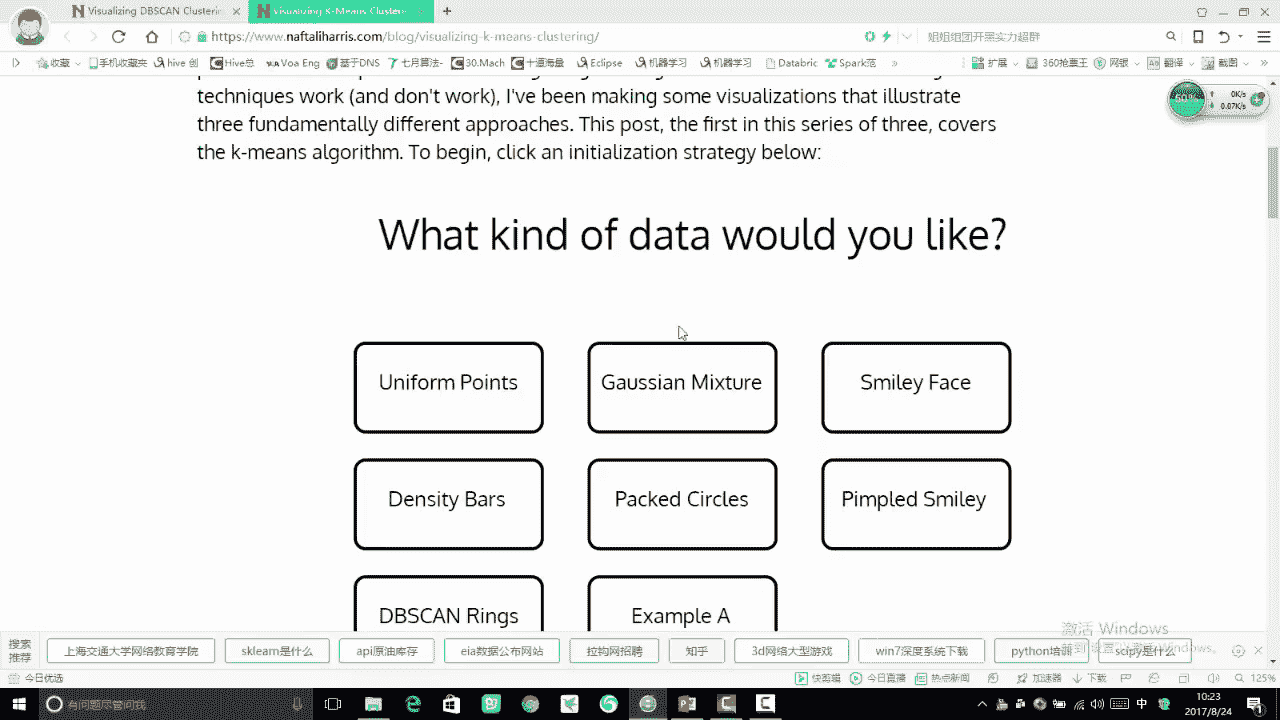 Visualizing DBSCAN Clusterin
Visualizing K-Means Clusterin
https://www.naftaliharris.com/blog/visualizing-k-means-clustering/
姐姐组团开黑实力超群
收藏 手机收藏夹 hive 创 Hive总 Voa Eng 基于DNS 七月算法- 30.Mach 十道海量 Eclipse 机器学习 机器学习 Databric Spark范 扩展 360抢票王 网银 翻译 截图
0K/s
0.07K/s
techniques work (and don't work), I've been making some visualizations that illustrate
three fundamentally different approaches. This post, the first in this series of three, covers
the k-means algorithm. To begin, click an initialization strategy below:
What kind of data would you like?
Uniform Points Gaussian Mixture Smiley Face
Density Bars Packed Circles Pimpled Smiley
DBSCAN Rings Example A
激活 Windows
搜索
推荐
上海交通大学网络教育学院 sklearn是什么 api原油库存 eia数据公布网站 拉构网招聘 知乎 3d网络大型游戏 win7深度系统下载 python培训 scipy是什么
今日优选 快剪辑 今日直播 热点新闻 加速器 下载 125%
有问题尽管问我
中
10:23
2017/8/24